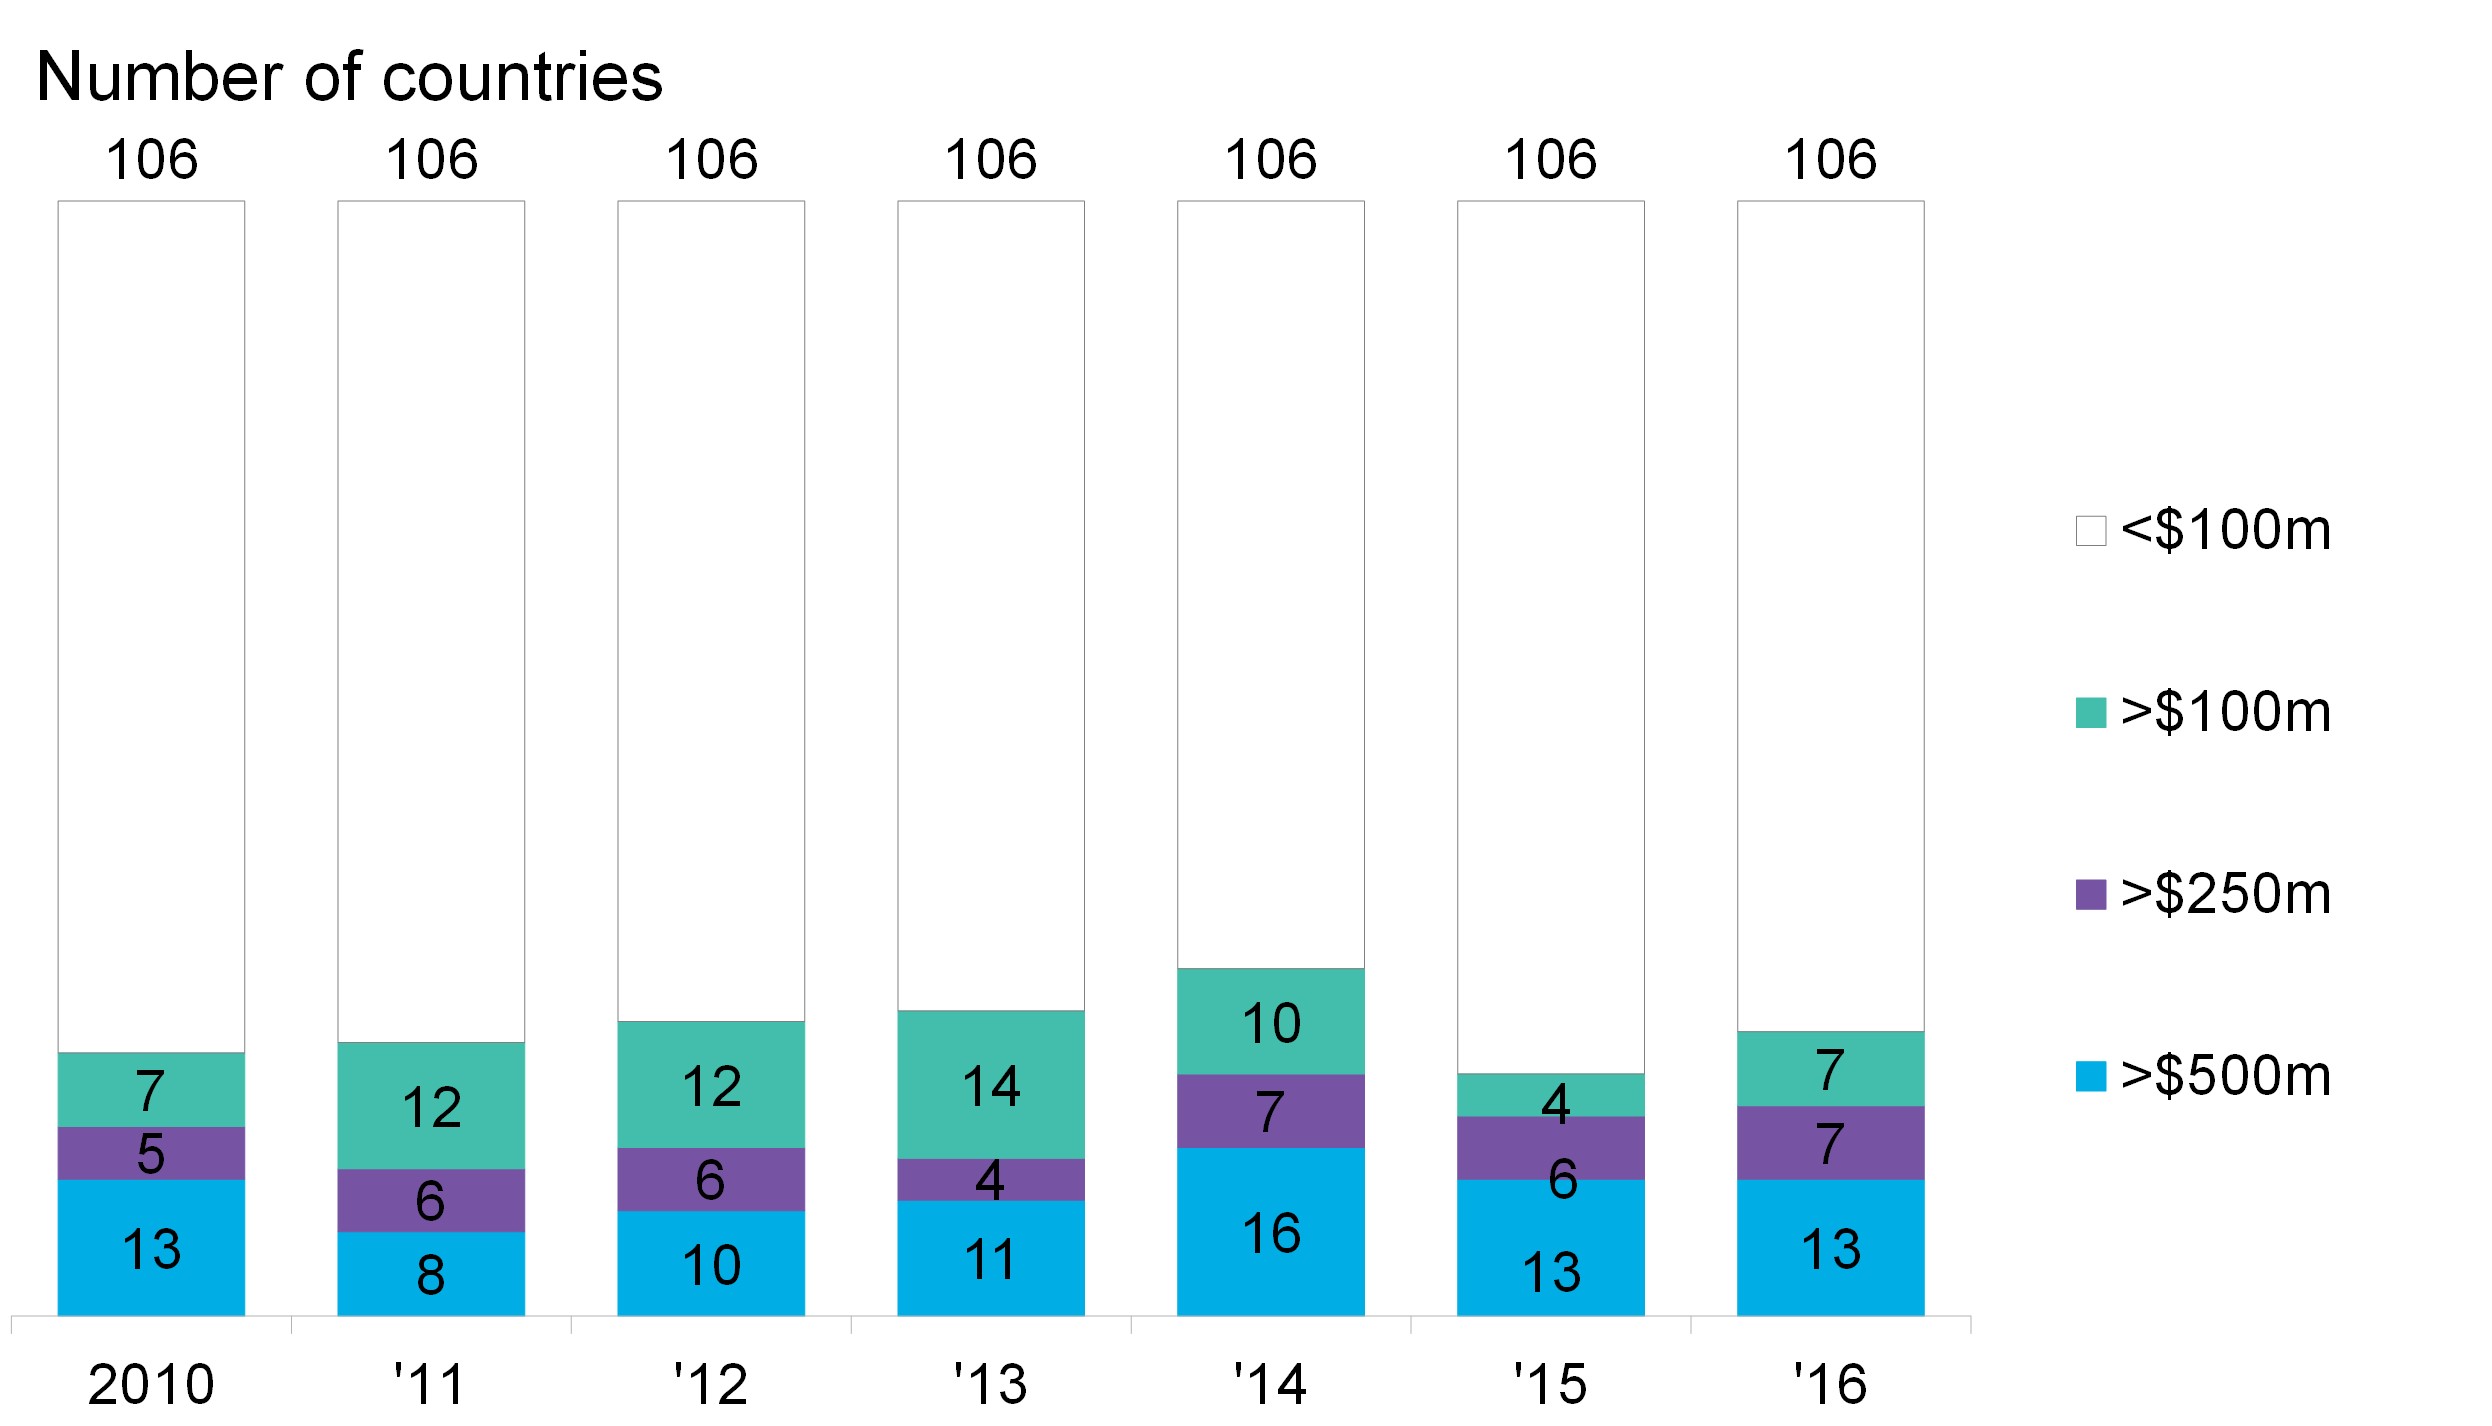 Number of countries
106 106 106 106 106 106 106
<$100m
>$100m
>$250m
>$500m
10
7 12 12 14 7 4 7
5 6 6 4 6 7
13 8 10 11 16 13 13
2010 '11 '12 '13 '14 '15 '16